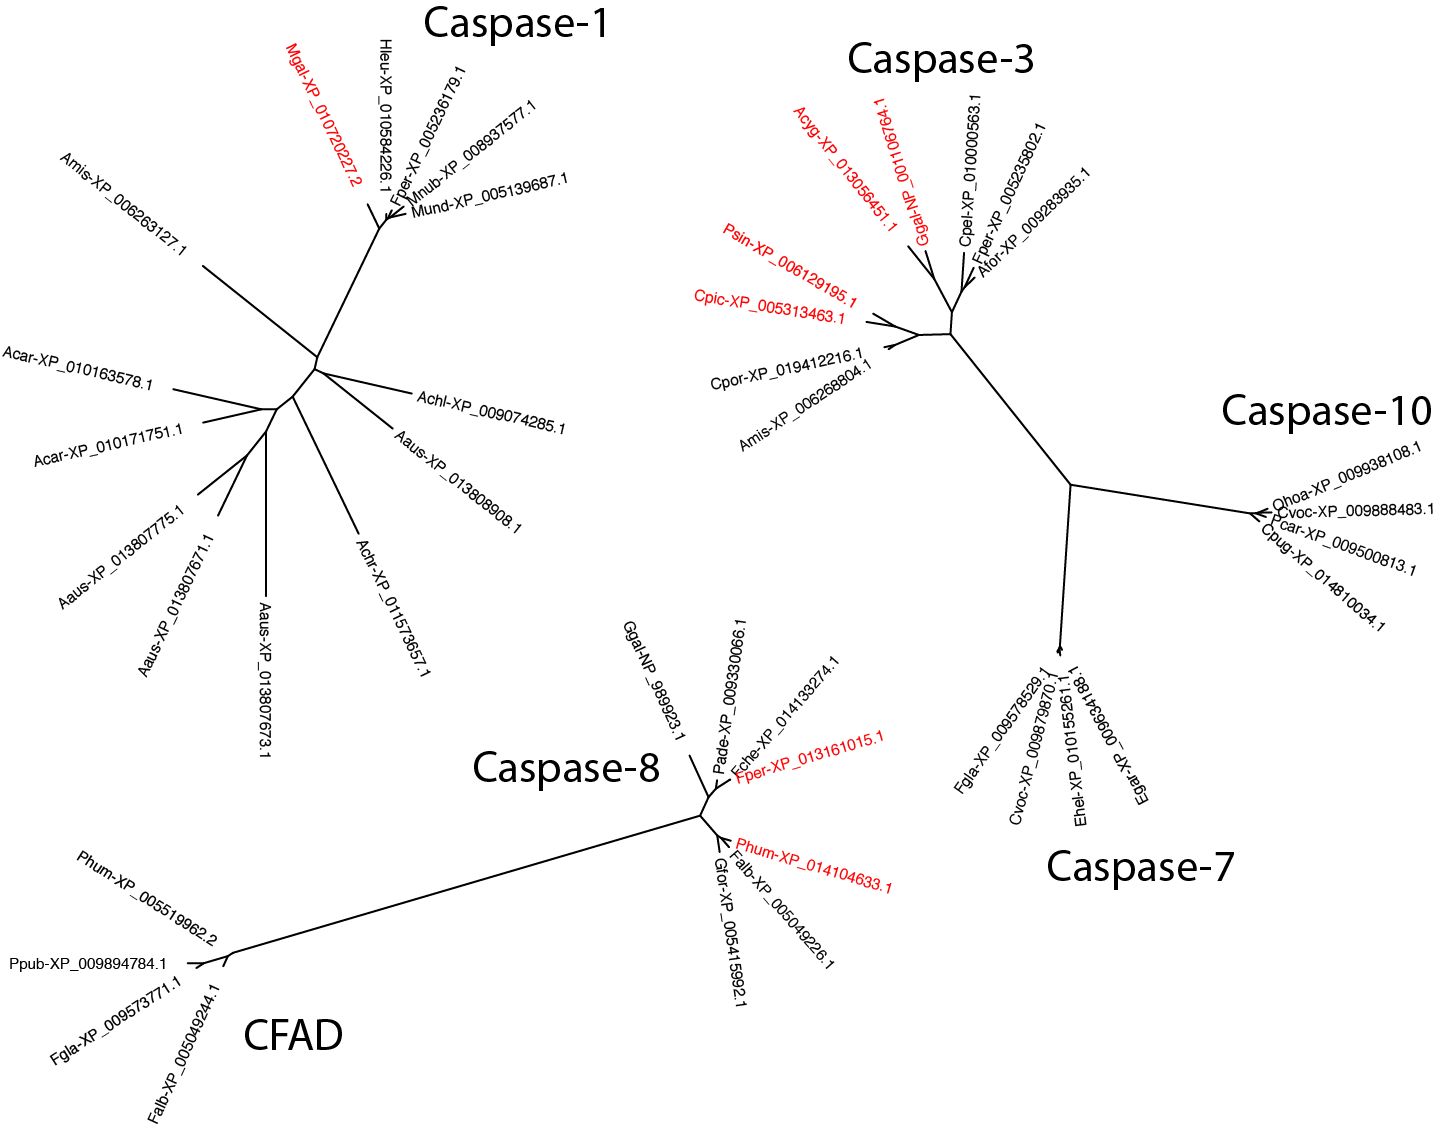 Caspase-1
Mgal-XP_010720227.2
Hleu-XP_010584226.1
Fper-XP_005236179.1
Mnub-XP_008937577.1
Mund-XP_005139687.1
Amis-XP_006263127.1
Acar-XP_010163578.1
Acar-XP_010171751.1
Achl-XP_009074285.1
Aaus-XP_013808908.1
Aaus-XP_013807775.1
Aaus-XP_013807671.1
Aaus-XP_013807673.1
Achr-XP_011573657.1
Caspase-3
Acyg-XP_013056451.1
Ggal-NP_001106764.1
Cpel-XP_010000563.1
Fper-XP_005235802.1
Afor-XP_009283935.1
Psin-XP_006129195.1
Cpic-XP_005313463.1
Cpor-XP_019412216.1
Amis-XP_006268804.1
Caspase-10
Ohoa-XP_009938108.1
Cvoc-XP_009888483.1
Pcar-XP_009500813.1
Cpug-XP_014810034.1
Fgla-XP_009578529.1
Cvoc-XP_009879870.1
Ehel-XP_010155261.1
Egar-XP_009634188.1
Caspase-7
Caspase-8
Ggal-NP_989923.1
Pade-XP_009330066.1
Fche-XP_014133274.1
Fper-XP_013161015.1
Phum-XP_014104633.1
Falb-XP_005049226.1
Gfor-XP_005415992.1
Phum-XP_005519962.2
Ppub-XP_009894784.1
Fgla-XP_009573771.1
Falb-XP_005049244.1
CFAD